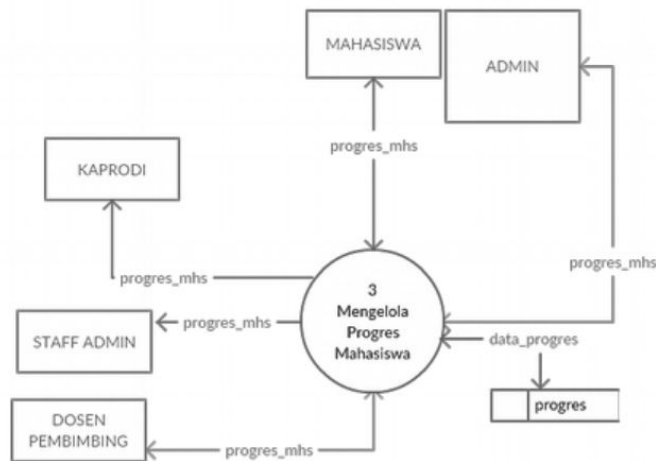 MAHASISWA
ADMIN
progres_mhs
KAPRODI
progres_mhs
progres_mhs
3
Mengelola
Progres
Mahasiswa
progres_mhs
STAFF ADMIN
data_progres
progres
DOSEN
PEMBIMBING
progres_mhs